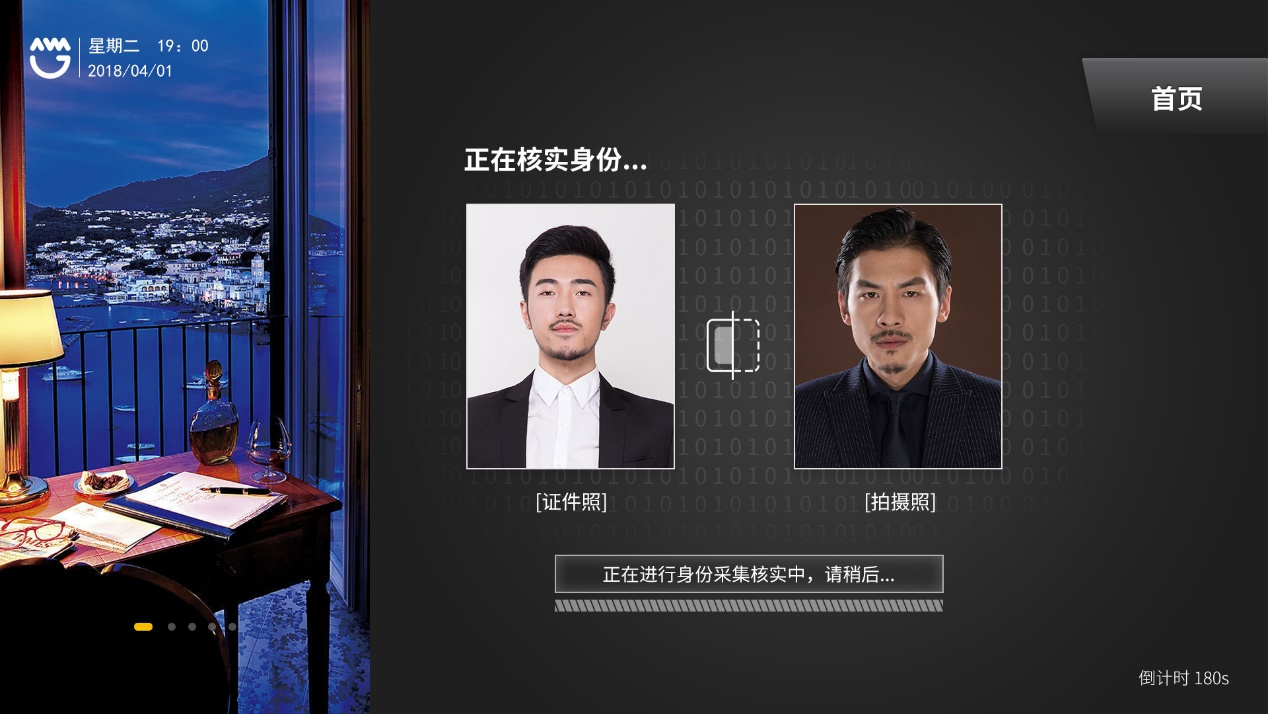 星期二 19：00
2018/04/01
首页
正在核实身份...
[证件照]
[拍摄照]
正在进行身份采集核实中，请稍后...
倒计时 180s